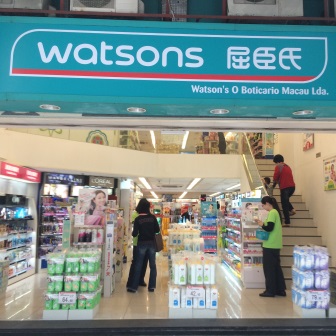 watsons 屈臣氏
Watson's O Boticario Macau Lda.